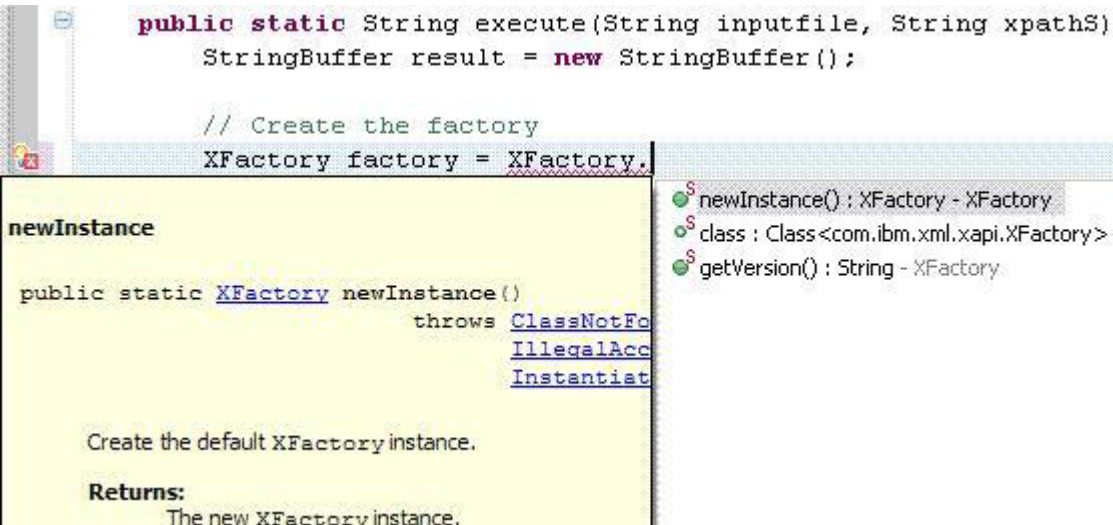 public static String execute(String inputfile, String xpathS)
StringBuffer result = new StringBuffer();
// Create the factory
XFactory factory = XFactory.
newInstance
public static XFactory newInstance()
throws ClassNotFo
IllegalAcc
Instantiat
Create the default XFactory instance.
Returns:
The new XFactory instance.
newInstance() : XFactory - XFactory
class : Class<com.ibm.xml.xapi.XFactory>
getVersion() : String - XFactory